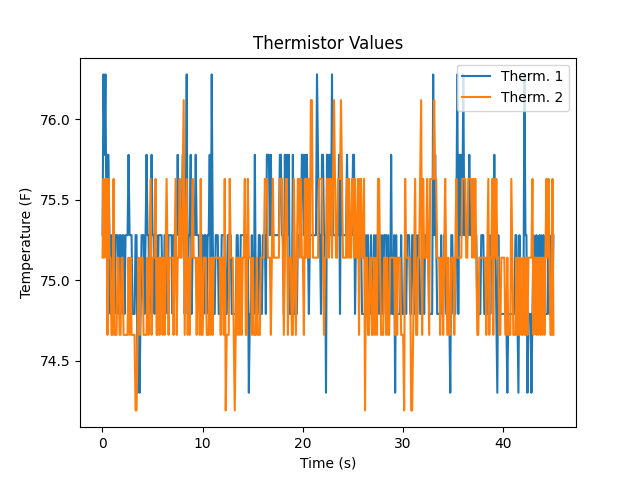 Thermistor Values
Therm. 1
Therm. 2
76.0
75.5
75.0
74.5
Temperature (F)
0 10 20 30 40
Time (s)